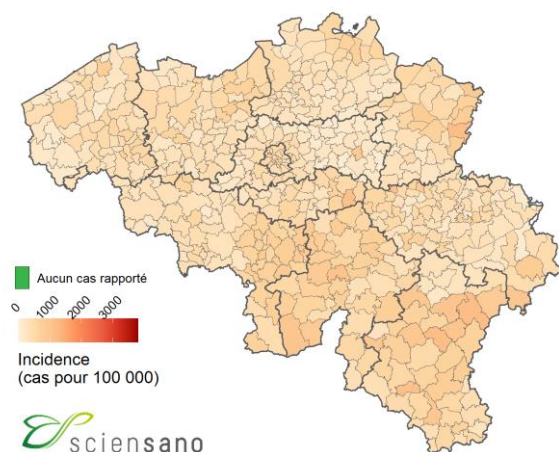 Aucun cas rapporté
0 1000 2000 3000
Incidence
(cas pour 100 000)
sciensano